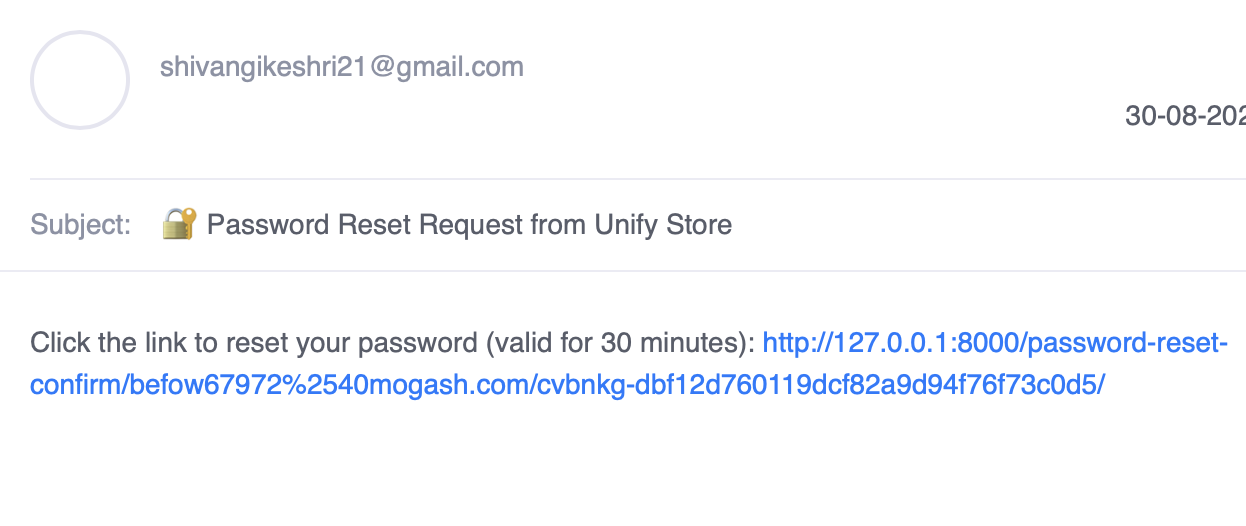 shivangikeshri21@gmail.com
30-08-202
Subject: 🔐 Password Reset Request from Unify Store
Click the link to reset your password (valid for 30 minutes): http://127.0.0.1:8000/password-reset-
confirm/befow67972%2540mogash.com/cvbnkg-dbf12d760119dcf82a9d94f76f73c0d5/